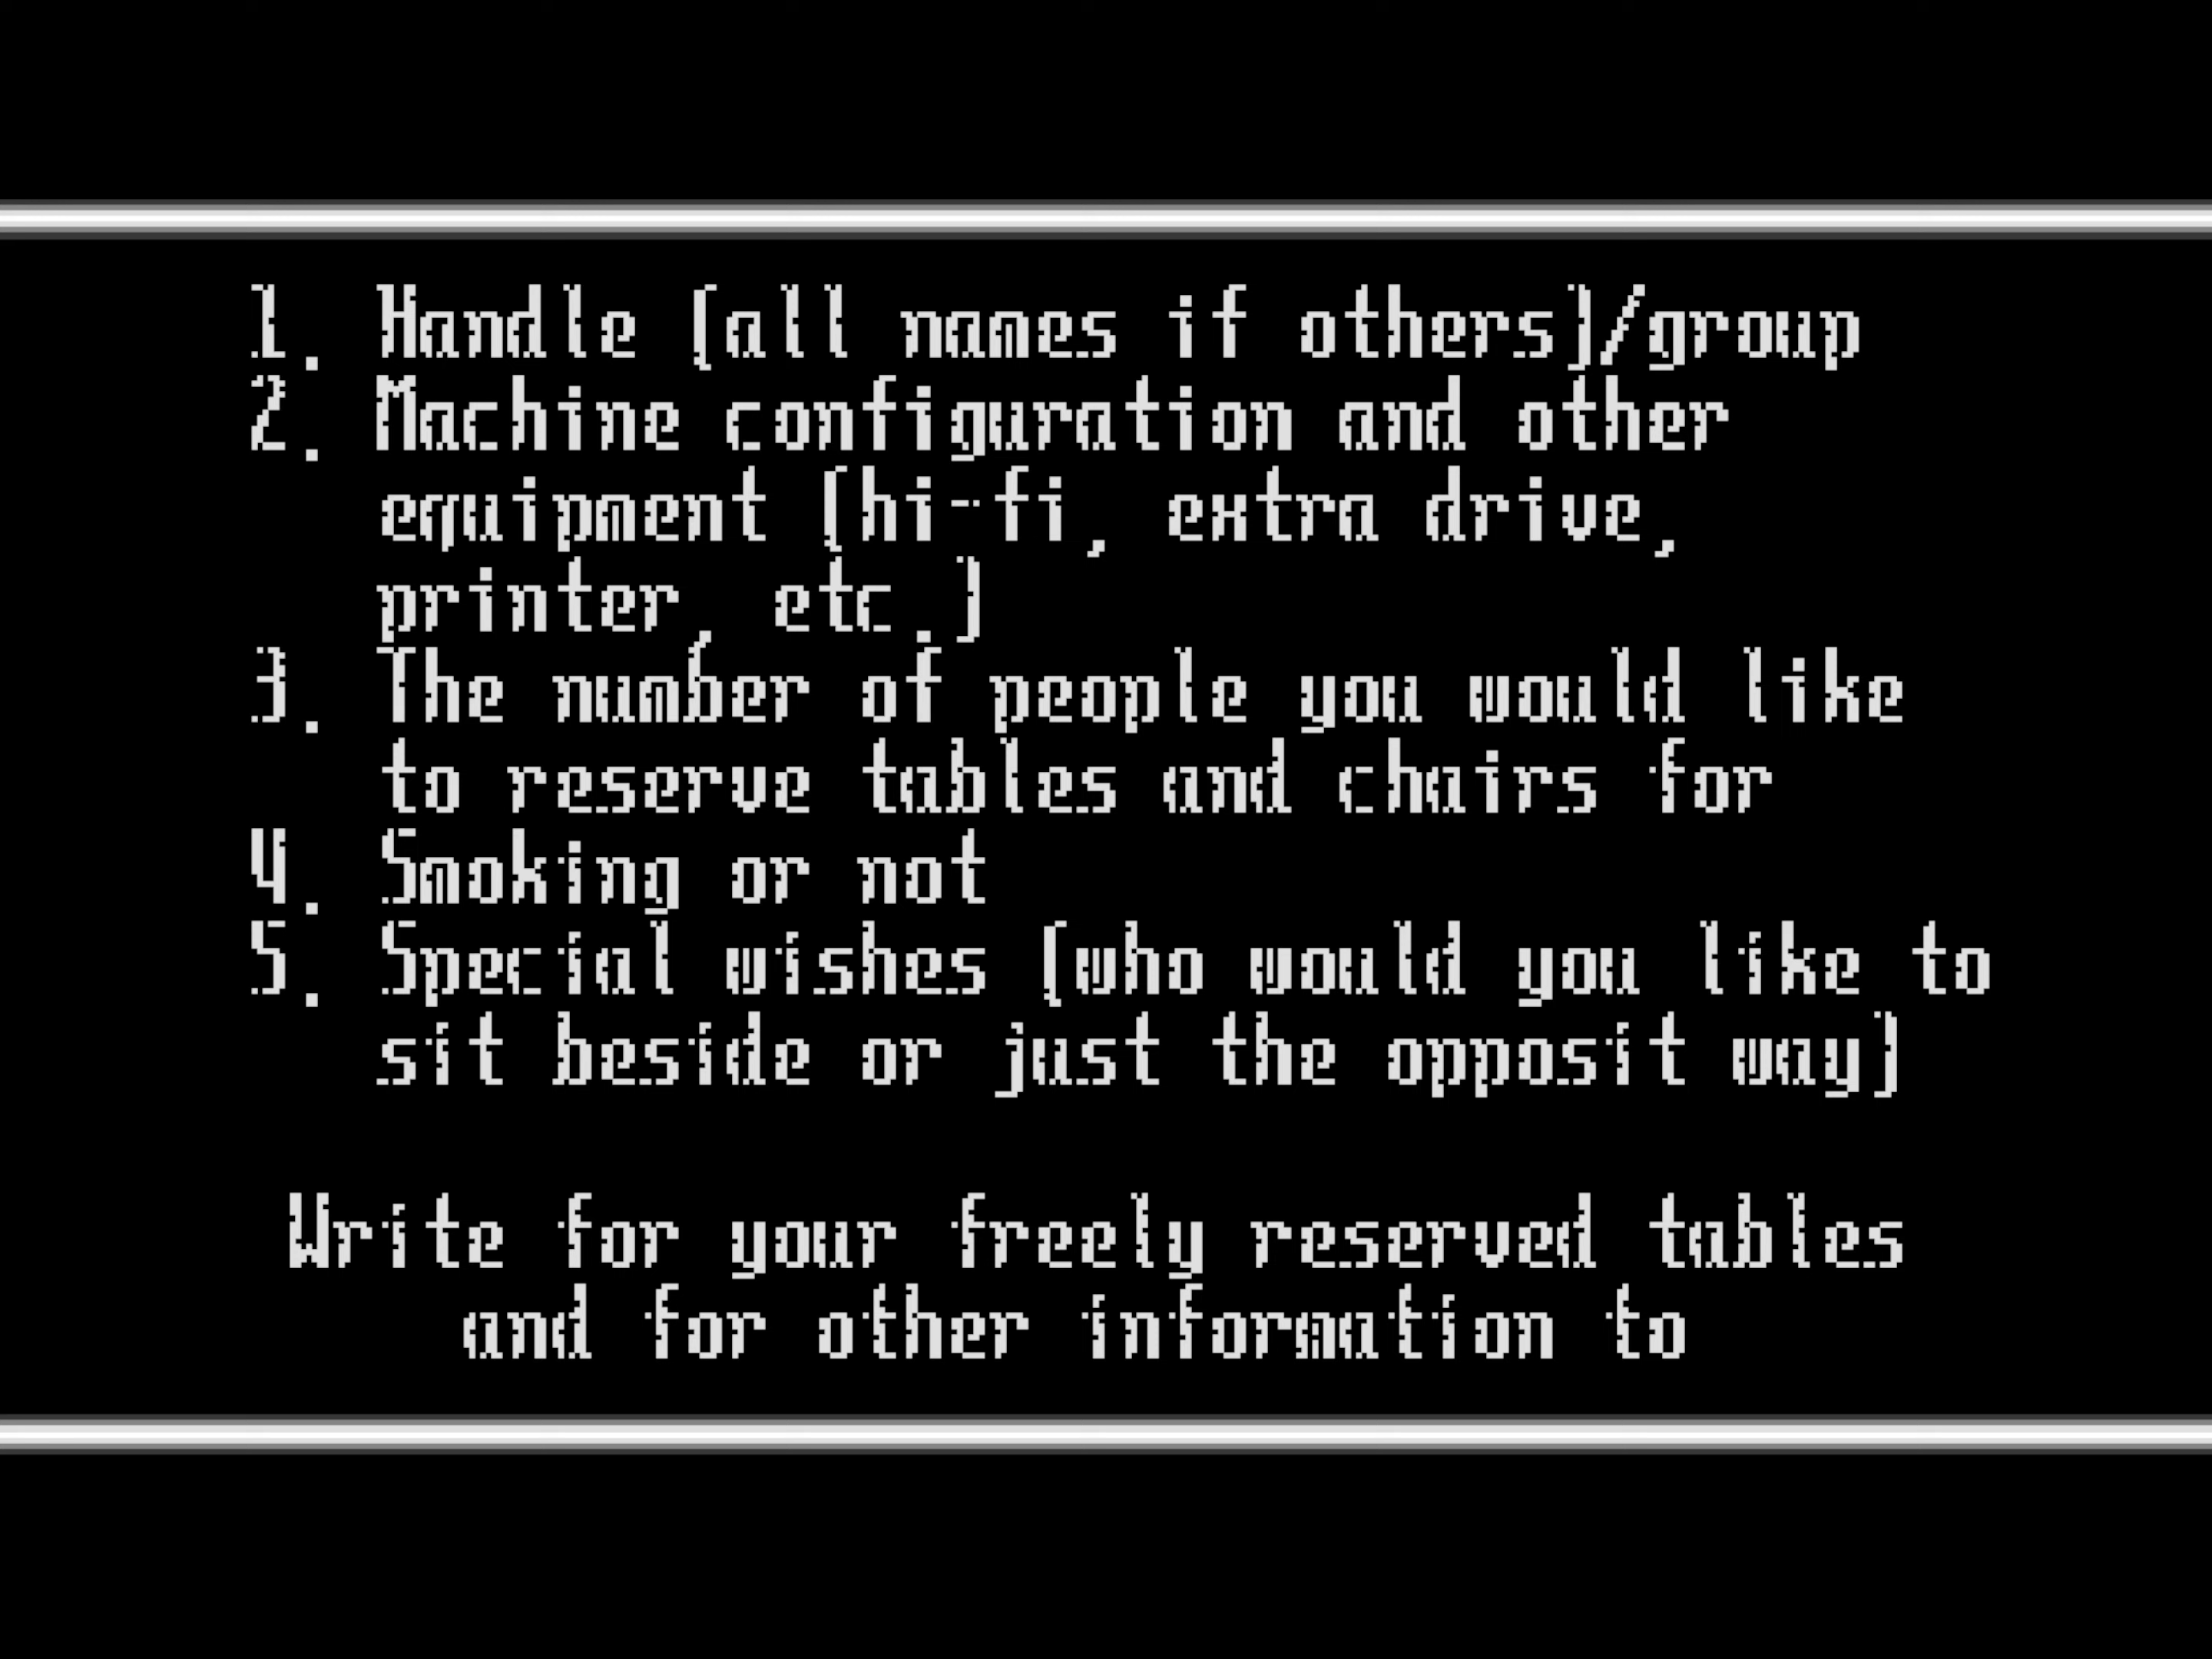 1. Handle (all names if others)/group
2. Machine configuration and other
equipment (hi-fi, extra drive,
printer, etc.)
3. The number of people you would like
to reserve tables and chairs for
4. Smoking or not
5. Special wishes (who would you like to
sit beside or just the opposit way)
Write for your freely reserved tables
and for other information to